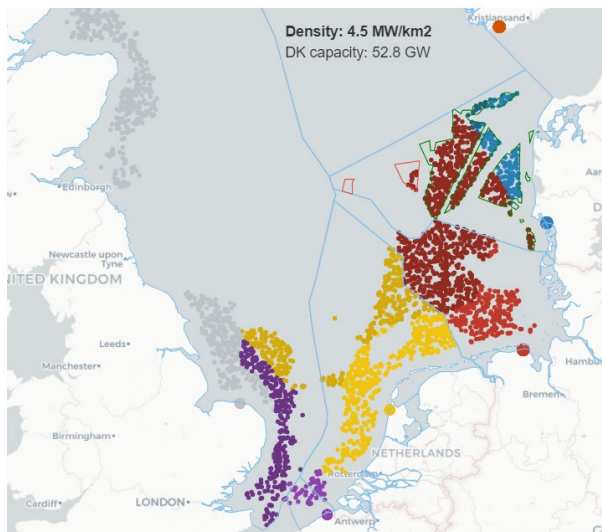 Kristiansand
Density: 4.5 MW/km2
DK capacity: 52.8 GW
Edinburgh
Newcastle upon
Tyne
UNITED KINGDOM
Leeds
Manchester
Hamburg
Bremen
Birmingham
NETHERLANDS
Rotterdam
Cardiff
LONDON
Antwerp